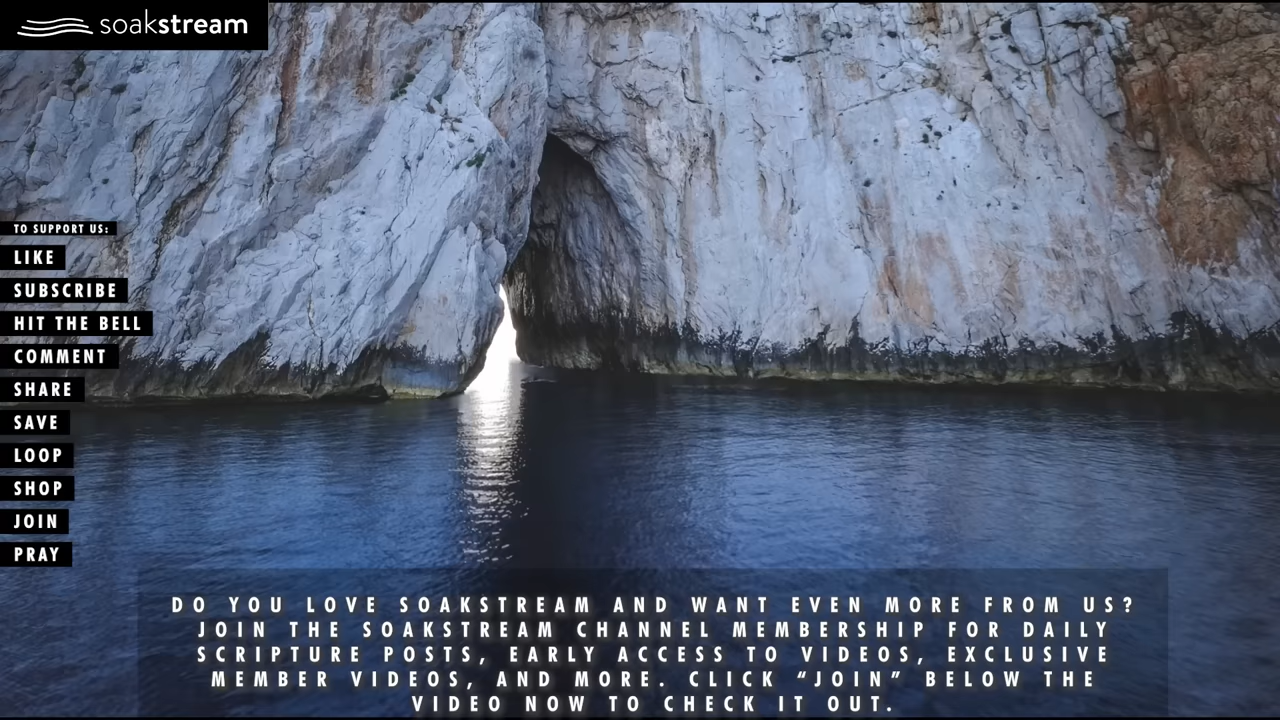 soakstream
TO SUPPORT US:
LIKE
SUBSCRIBE
HIT THE BELL
COMMENT
SHARE
SAVE
LOOP
SHOP
JOIN
PRAY
DO YOU LOVE SOAKSTREAM AND WANT EVEN MORE FROM US?
JOIN THE SOAKSTREAM CHANNEL MEMBERSHIP FOR DAILY
SCRIPTURE POSTS, EARLY ACCESS TO VIDEOS, EXCLUSIVE
MEMBER VIDEOS, AND MORE. CLICK “JOIN” BELOW THE
VIDEO NOW TO CHECK IT OUT.